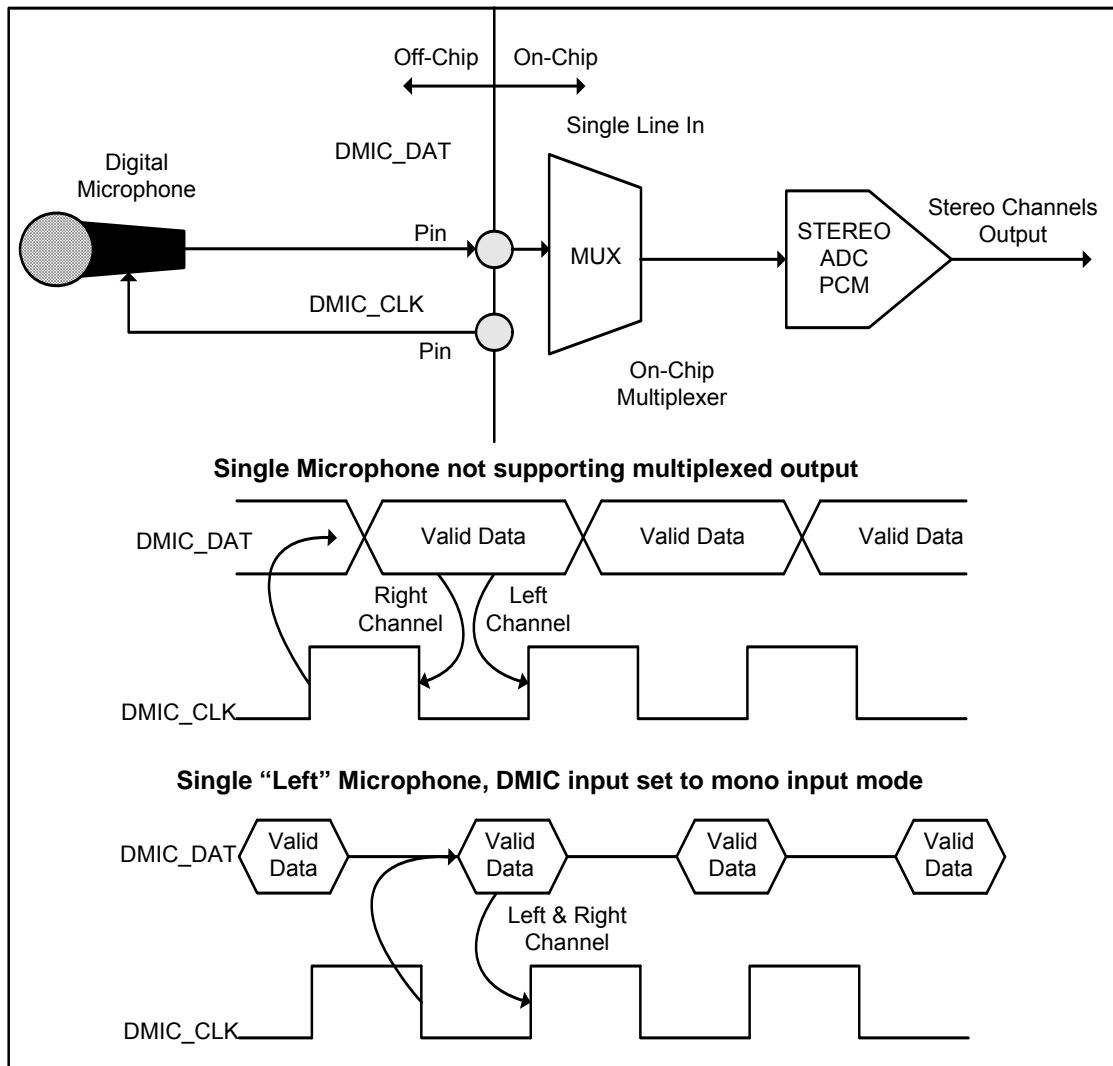 Off-Chip
On-Chip
Single Line In
DMIC_DAT
Digital
Microphone
Pin
MUX
STEREO
ADC
PCM
Stereo Channels
Output
DMIC_CLK
Pin
On-Chip
Multiplexer
Single Microphone not supporting multiplexed output
DMIC_DAT
Valid Data
Valid Data
Valid Data
Right
Channel
Left
Channel
DMIC_CLK
Single “Left” Microphone, DMIC input set to mono input mode
DMIC_DAT
Valid
Data
Valid
Data
Valid
Data
Valid
Data
Left & Right
Channel
DMIC_CLK